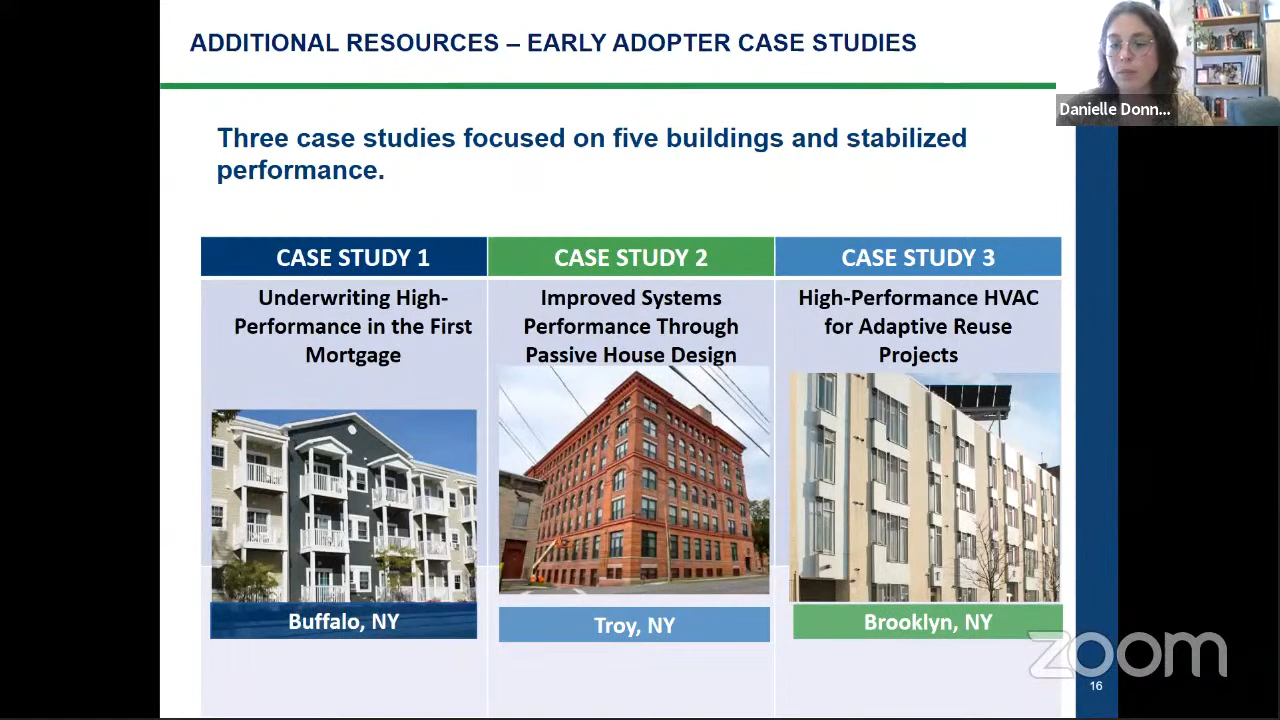 ADDITIONAL RESOURCES – EARLY ADOPTER CASE STUDIES
Danielle Donn...
Three case studies focused on five buildings and stabilized
performance.
CASE STUDY 1
Underwriting High-
Performance in the First
Mortgage
Buffalo, NY
CASE STUDY 2
Improved Systems
Performance Through
Passive House Design
Troy, NY
CASE STUDY 3
High-Performance HVAC
for Adaptive Reuse
Projects
Brooklyn, NY
zoom
16